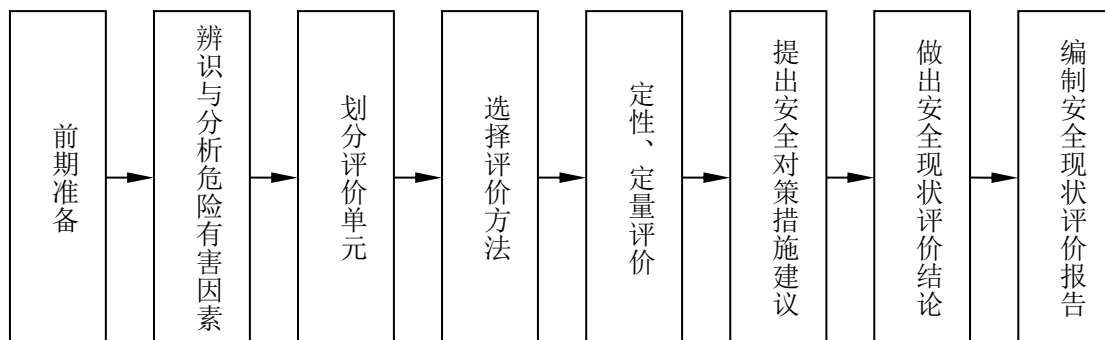 前期准备
辨识与分析危险有害因素
划分评价单元
选择评价方法
定性、定量评价
提出安全对策措施建议
做出安全现状评价结论
编制安全现状评价报告